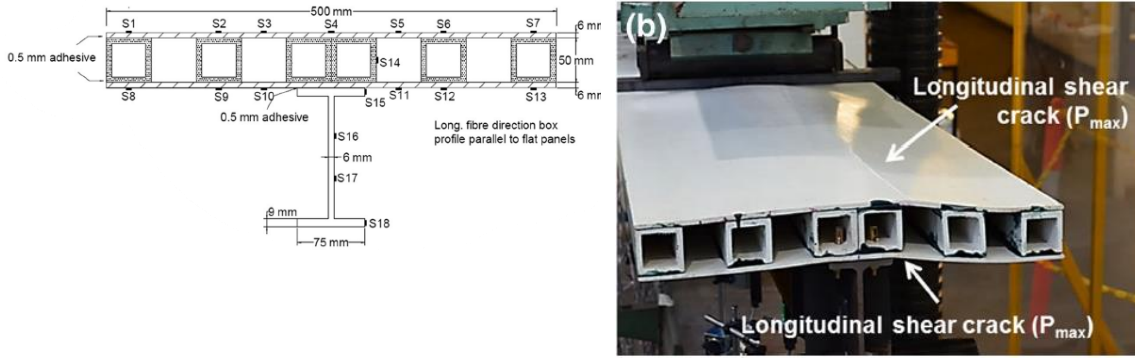 S1 S2 S3 S4 S5 S6 S7
500 mm
6 mm
0.5 mm adhesive
S14
50 mm
6 mm
S8 S9 S10 S11 S12 S13
S15
0.5 mm adhesive
Long. fibre direction box
profile parallel to flat panels
S16
6 mm
S17
9 mm
S18
75 mm
(b)
Longitudinal shear
crack (Pmax)
Longitudinal shear crack (Pmax)